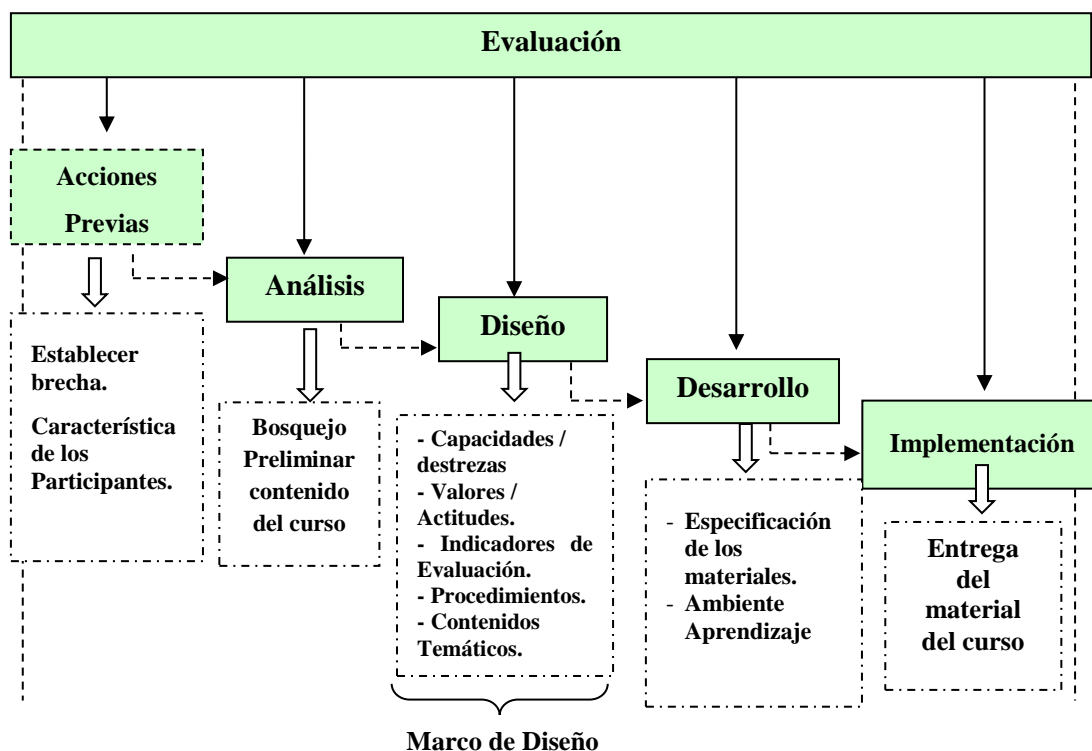 Evaluación
Acciones
Previas
Análisis
Diseño
Desarrollo
Implementación
Establecer
brecha.
Característica
de los
Participantes.
Bosquejo
Preliminar
contenido
del curso
- Capacidades /
destrezas
- Valores /
Actitudes.
- Indicadores de
Evaluación.
- Procedimientos.
- Contenidos
Temáticos.
- Especificación
de los
materiales.
- Ambiente
Aprendizaje
Entrega
del
material
del curso
Marco de Diseño